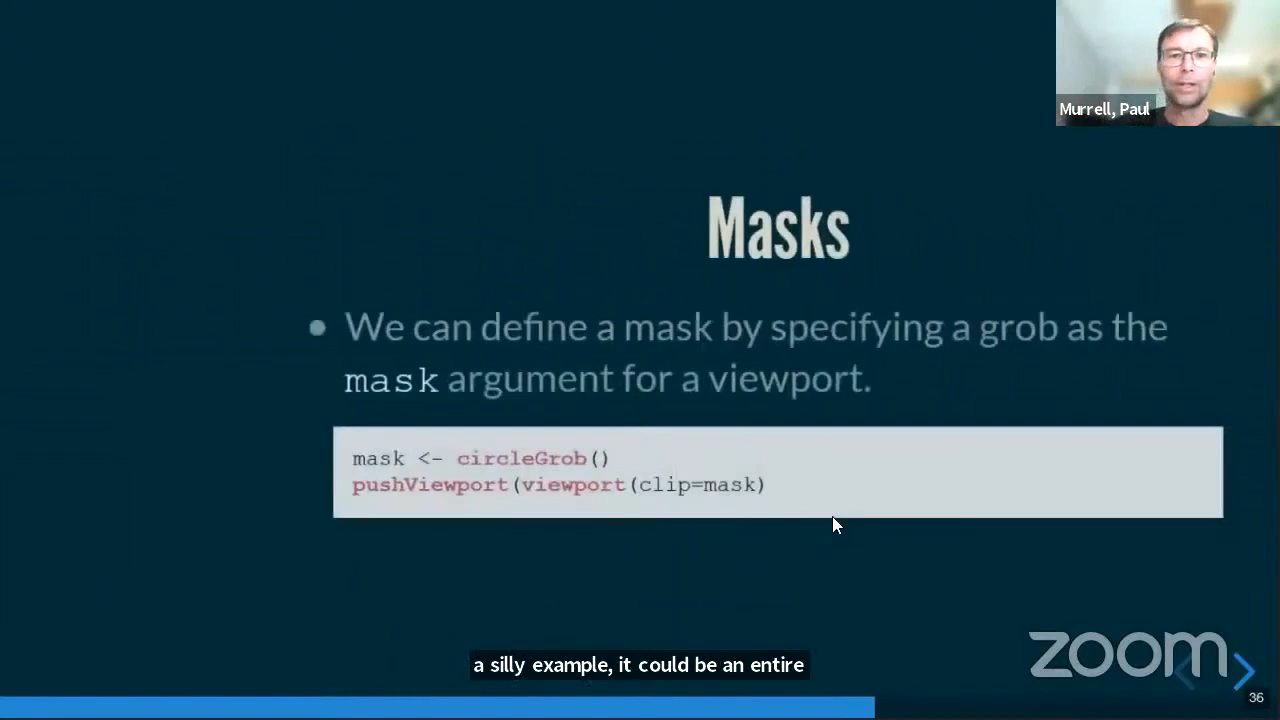 Murrell, Paul
Masks
We can define a mask by specifying a grob as the
mask argument for a viewport.
mask <- circleGrob()
pushViewport(viewport(clip=mask)
a silly example, it could be an entire
zoom
36